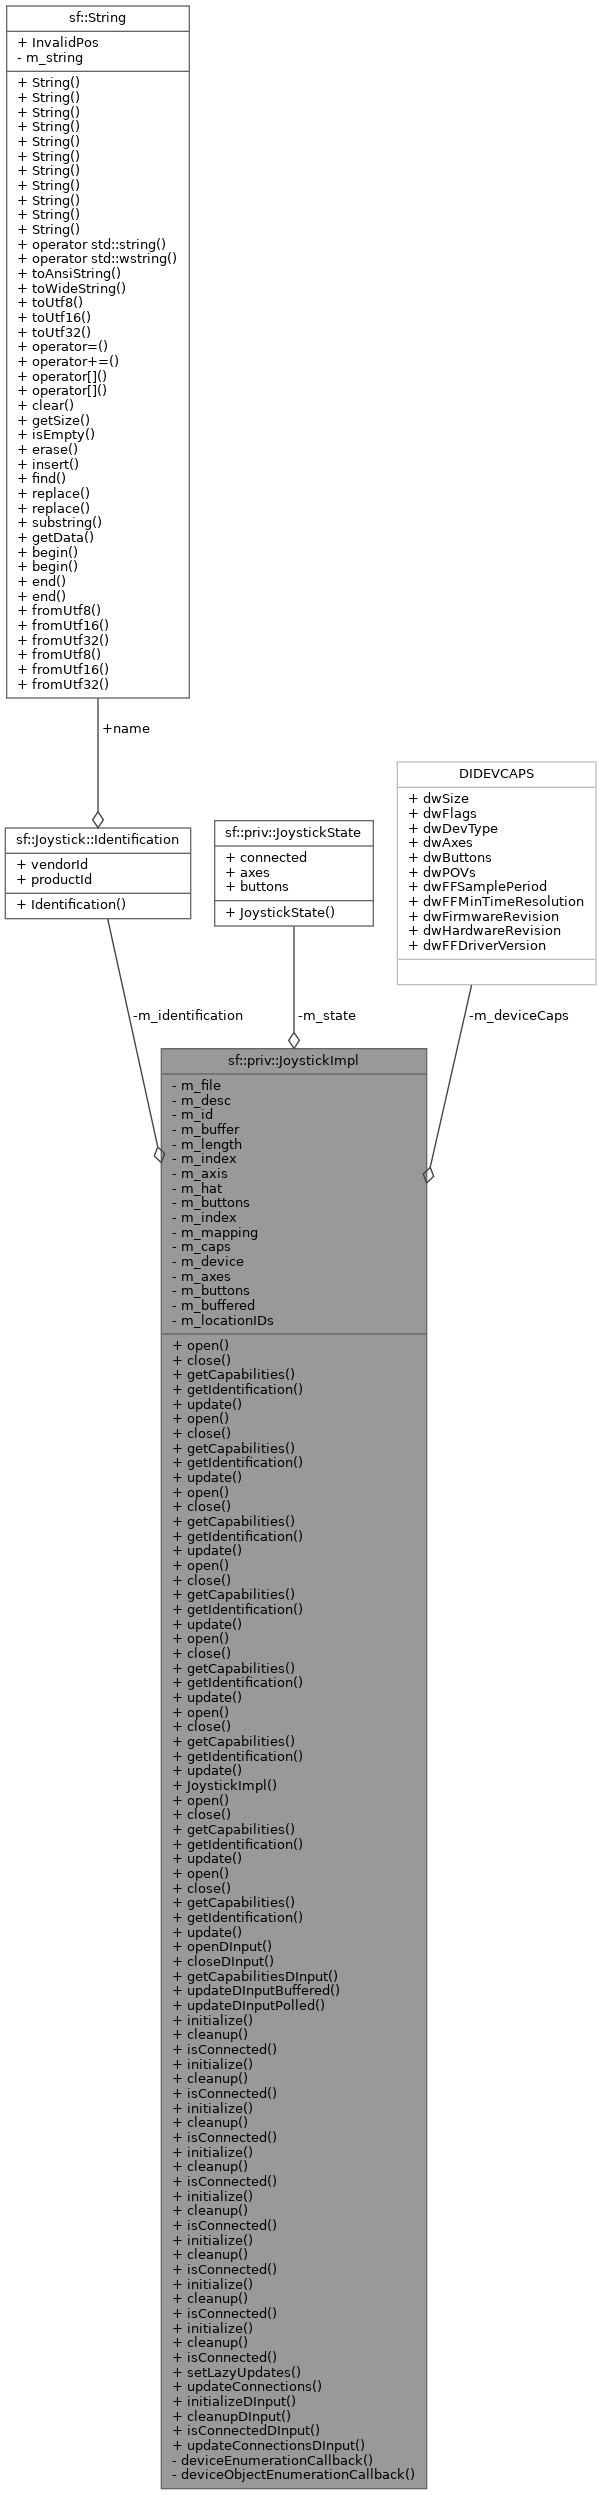 sf::String
+ InvalidPos
- m_string
+ String()
+ String()
+ String()
+ String()
+ String()
+ String()
+ String()
+ String()
+ String()
+ String()
+ String()
+ operator std::string()
+ operator std::wstring()
+ toAnsiString()
+ toWideString()
+ toUtf8()
+ toUtf16()
+ toUtf32()
+ operator=()
+ operator+=()
+ operator[]()
+ operator[]()
+ clear()
+ getSize()
+ isEmpty()
+ erase()
+ insert()
+ find()
+ replace()
+ replace()
+ substring()
+ getData()
+ begin()
+ begin()
+ end()
+ end()
+ fromUtf8()
+ fromUtf16()
+ fromUtf32()
+ fromUtf8()
+ fromUtf16()
+ fromUtf32()
+name
sf::Joystick::Identification
+ vendorId
+ productId
+ Identification()
sf::priv::JoystickState
+ connected
+ axes
+ buttons
+ JoystickState()
DIDEVCAPS
+ dwSize
+ dwFlags
+ dwDevType
+ dwAxes
+ dwButtons
+ dwPOVs
+ dwFFSamplePeriod
+ dwFFMinTimeResolution
+ dwFirmwareRevision
+ dwHardwareRevision
+ dwFFDriverVersion
-m_identification
-m_state
-m_deviceCaps
sf::priv::JoystickImpl
- m_file
- m_desc
- m_id
- m_buffer
- m_length
- m_index
- m_axis
- m_hat
- m_buttons
- m_index
- m_mapping
- m_caps
- m_device
- m_axes
- m_buttons
- m_buffered
- m_locationIDs
+ open()
+ close()
+ getCapabilities()
+ getIdentification()
+ update()
+ open()
+ close()
+ getCapabilities()
+ getIdentification()
+ update()
+ open()
+ close()
+ getCapabilities()
+ getIdentification()
+ update()
+ open()
+ close()
+ getCapabilities()
+ getIdentification()
+ update()
+ open()
+ close()
+ getCapabilities()
+ getIdentification()
+ update()
+ open()
+ close()
+ getCapabilities()
+ getIdentification()
+ update()
+ JoystickImpl()
+ open()
+ close()
+ getCapabilities()
+ getIdentification()
+ update()
+ open()
+ close()
+ getCapabilities()
+ getIdentification()
+ update()
+ openDInput()
+ closeDInput()
+ getCapabilitiesDInput()
+ updateDInputBuffered()
+ updateDInputPolled()
+ initialize()
+ cleanup()
+ isConnected()
+ initialize()
+ cleanup()
+ isConnected()
+ initialize()
+ cleanup()
+ isConnected()
+ initialize()
+ cleanup()
+ isConnected()
+ initialize()
+ cleanup()
+ isConnected()
+ initialize()
+ cleanup()
+ isConnected()
+ initialize()
+ cleanup()
+ isConnected()
+ initialize()
+ cleanup()
+ isConnected()
+ setLazyUpdates()
+ updateConnections()
+ initializeDInput()
+ cleanupDInput()
+ isConnectedDInput()
+ updateConnectionsDInput()
- deviceEnumerationCallback()
- deviceObjectEnumerationCallback()